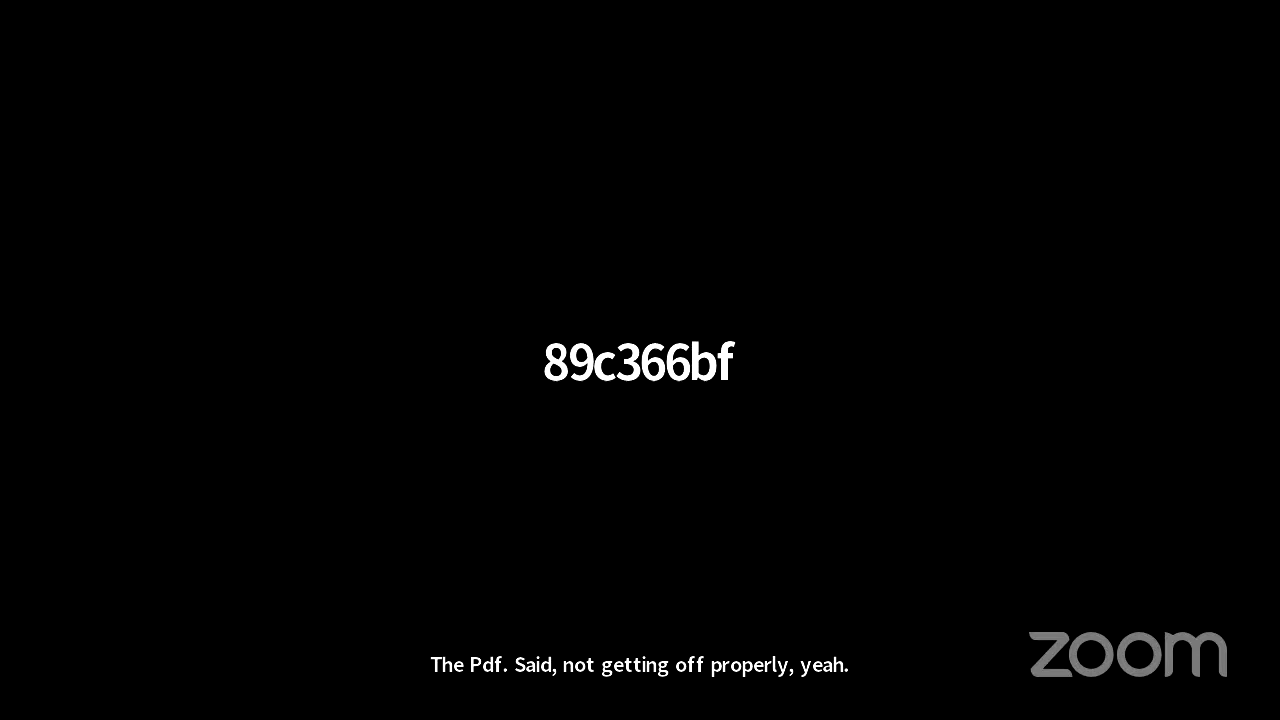 89c366bf
The Pdf. Said, not getting off properly, yeah.
zoom